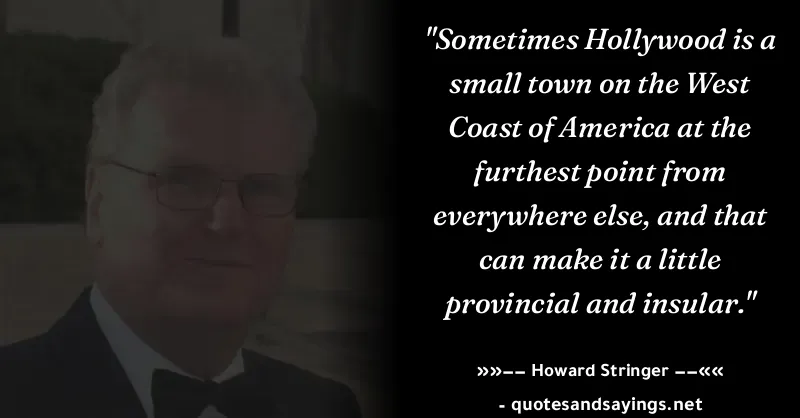 "Sometimes Hollywood is a
small town on the West
Coast of America at the
furthest point from
everywhere else, and that
can make it a little
provincial and insular."
»»−− Howard Stringer −−««
- quotesandsayings.net